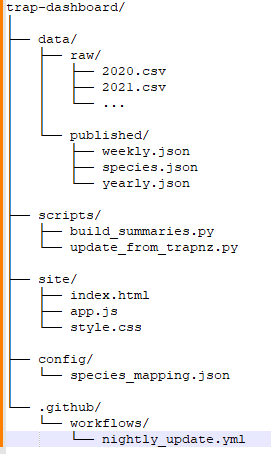 trap-dashboard/
│
├── data/
│   ├── raw/
│   │   ├── 2020.csv
│   │   ├── 2021.csv
│   │   └── ...
│   │
│   └── published/
│       ├── weekly.json
│       ├── species.json
│       └── yearly.json
│
├── scripts/
│   ├── build_summaries.py
│   └── update_from_trapnz.py
│
├── site/
│   ├── index.html
│   ├── app.js
│   └── style.css
│
├── config/
│   └── species_mapping.json
│
└── .github/
    └── workflows/
        └── nightly_update.yml